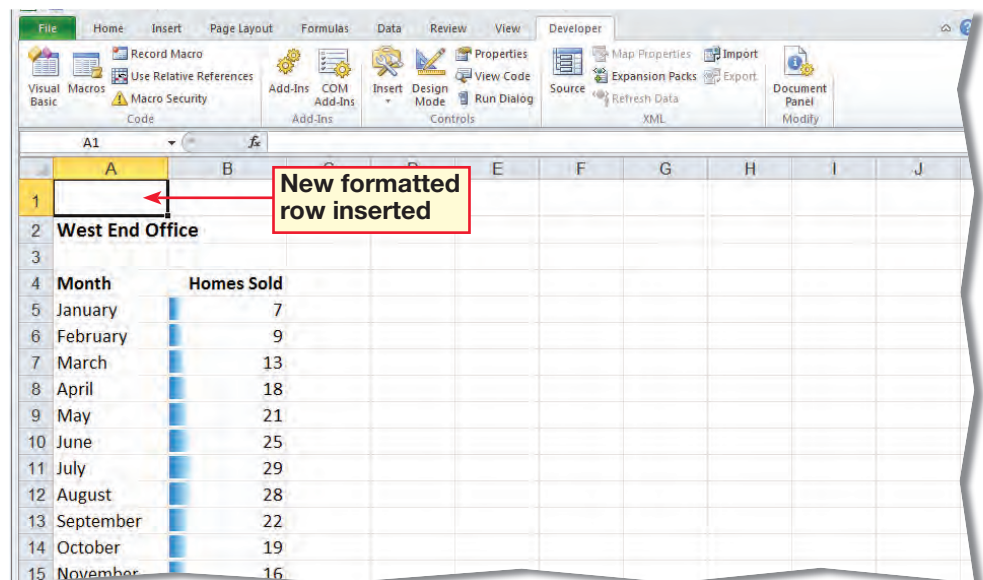 File Home Insert Page Layout Formulas Data Review View Developer
Visual Basic
Macros
Record Macro
Use Relative References
Macro Security
Code
Add-Ins
COM Add-Ins
Add-Ins
Insert
Design Mode
Properties
View Code
Run Dialog
Controls
Source
Map Properties
Expansion Packs
Refresh Data
Import
Export
XML
Document Panel
Modify
A1 fx
A B E F G H I J
New formatted
row inserted
1
2 West End Office
3
4 Month Homes Sold
5 January 7
6 February 9
7 March 13
8 April 18
9 May 21
10 June 25
11 July 29
12 August 28
13 September 22
14 October 19
15 November 16